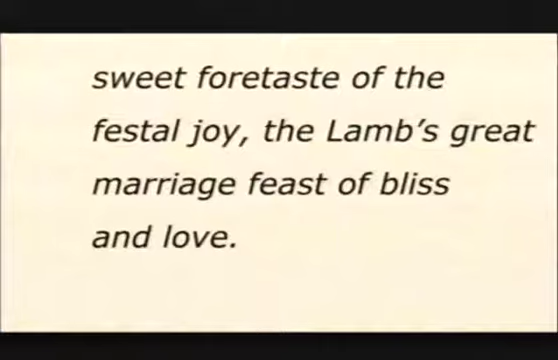 sweet foretaste of the
festal joy, the Lamb's great
marriage feast of bliss
and love.